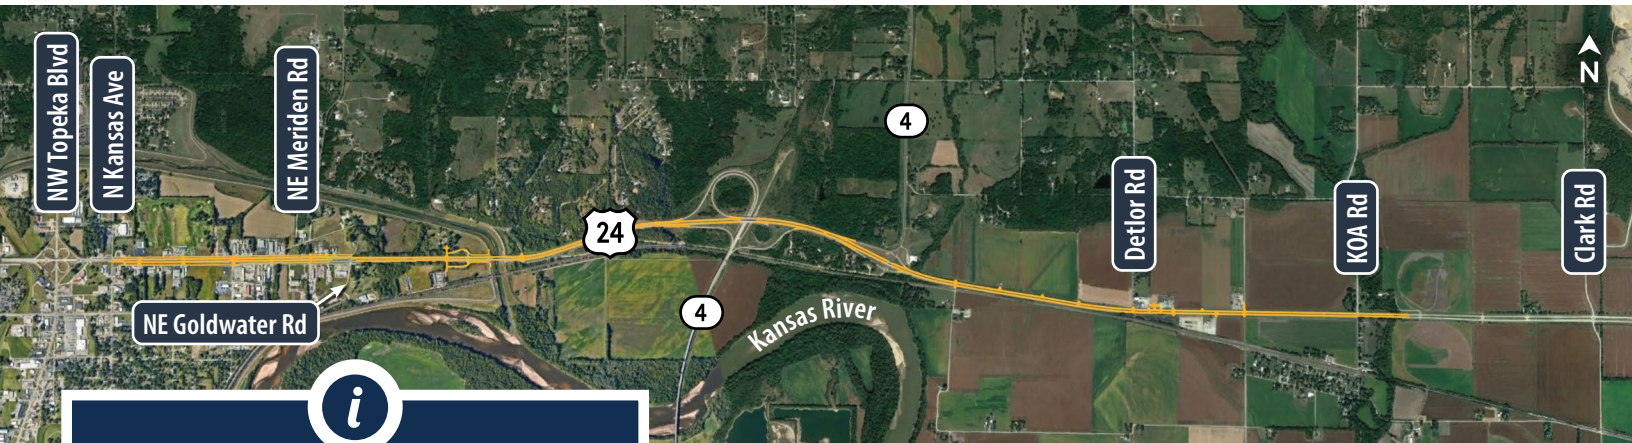 NW Topeka Blvd
N Kansas Ave
NE Meriden Rd
NE Goldwater Rd
24
4
4
Kansas River
Detlor Rd
KOA Rd
Clark Rd
N
i